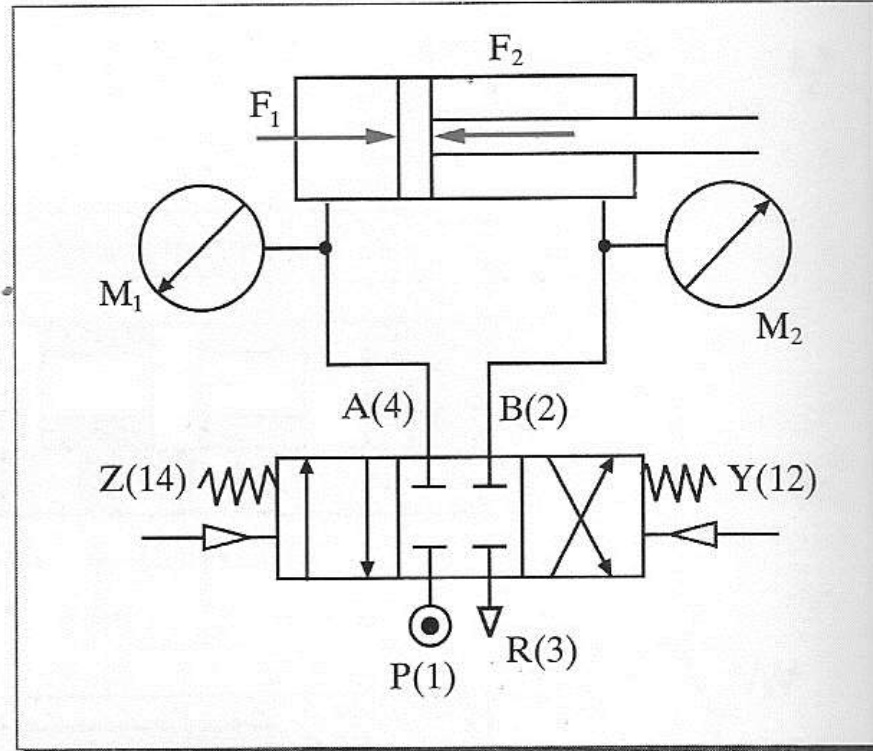 F₂
F₁
M₁
M₂
A(4)
B(2)
Z(14)
Y(12)
P(1)
R(3)